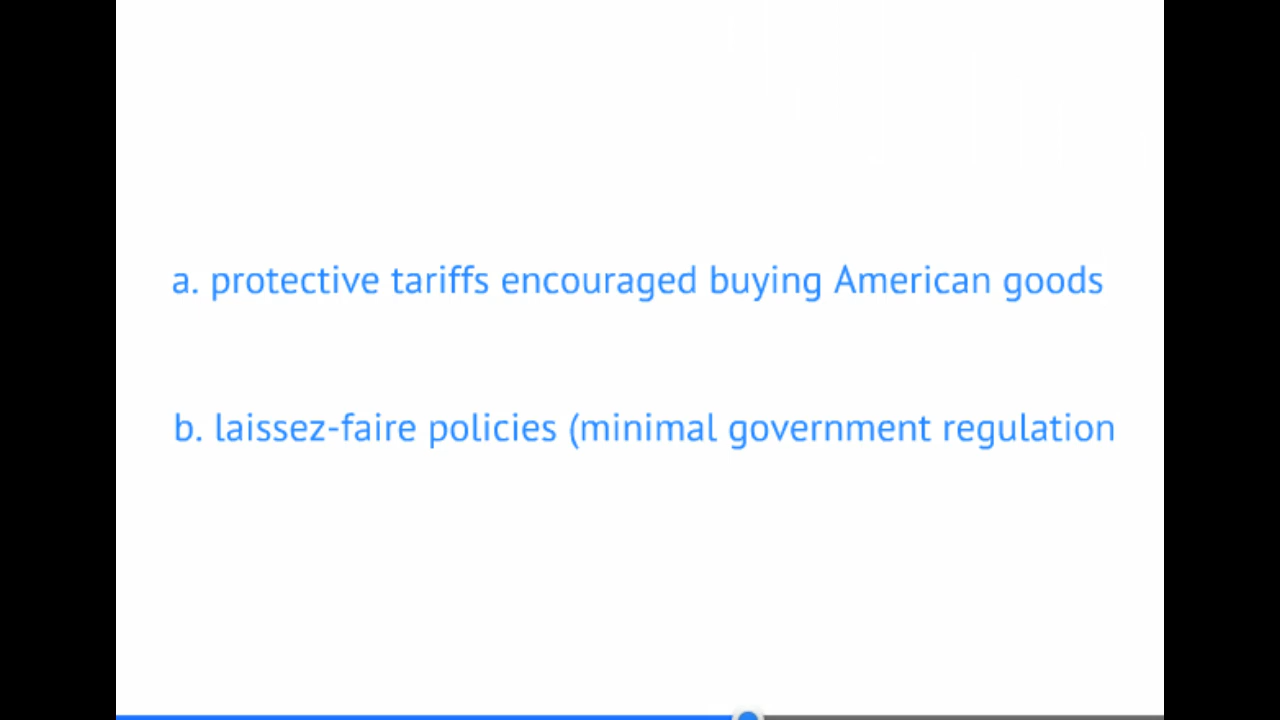 a. protective tariffs encouraged buying American goods
b. laissez-faire policies (minimal government regulation